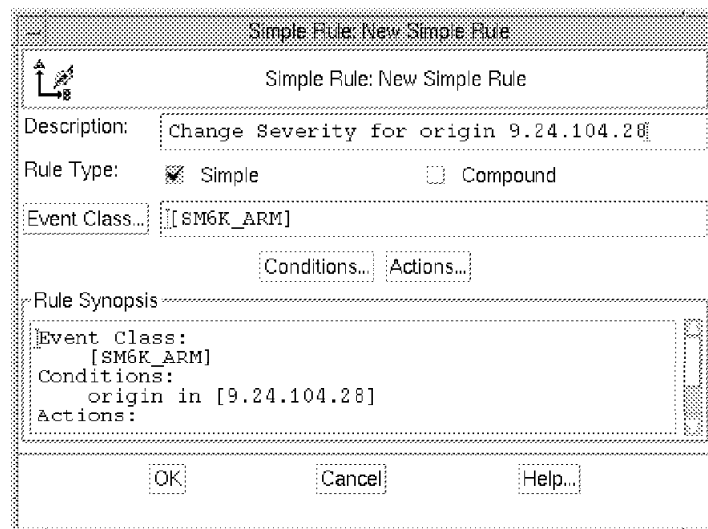 Simple Rule: New Simple Rule
A
B
Simple Rule: New Simple Rule
Description: Change Severity for origin 9.24.104.28
Rule Type: Simple Compound
Event Class... [SM6K_ARM]
Conditions... Actions...
Rule Synopsis
Event Class:
[SM6K_ARM]
Conditions:
origin in [9.24.104.28]
Actions:
OK Cancel Help...